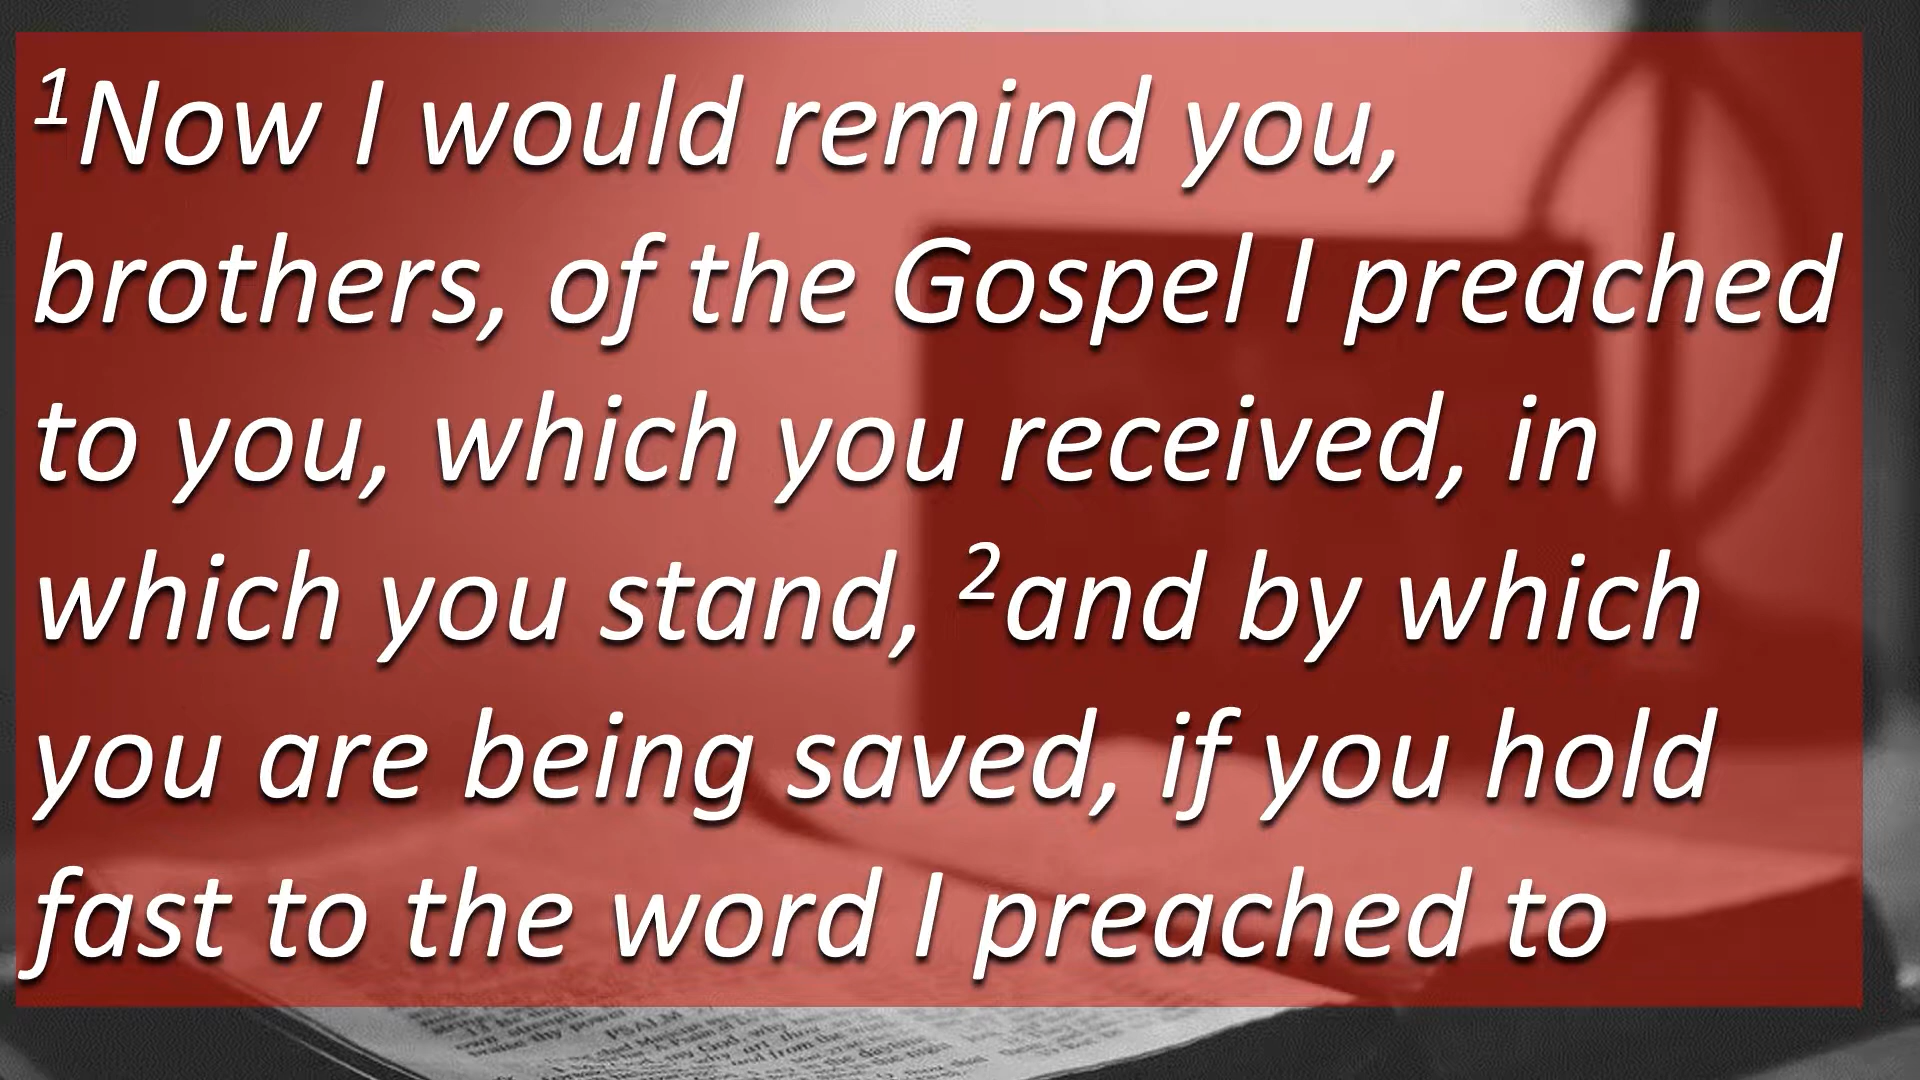 ¹Now I would remind you,
brothers, of the Gospel I preached
to you, which you received, in
which you stand, ²and by which
you are being saved, if you hold
fast to the word I preached to
PSALM